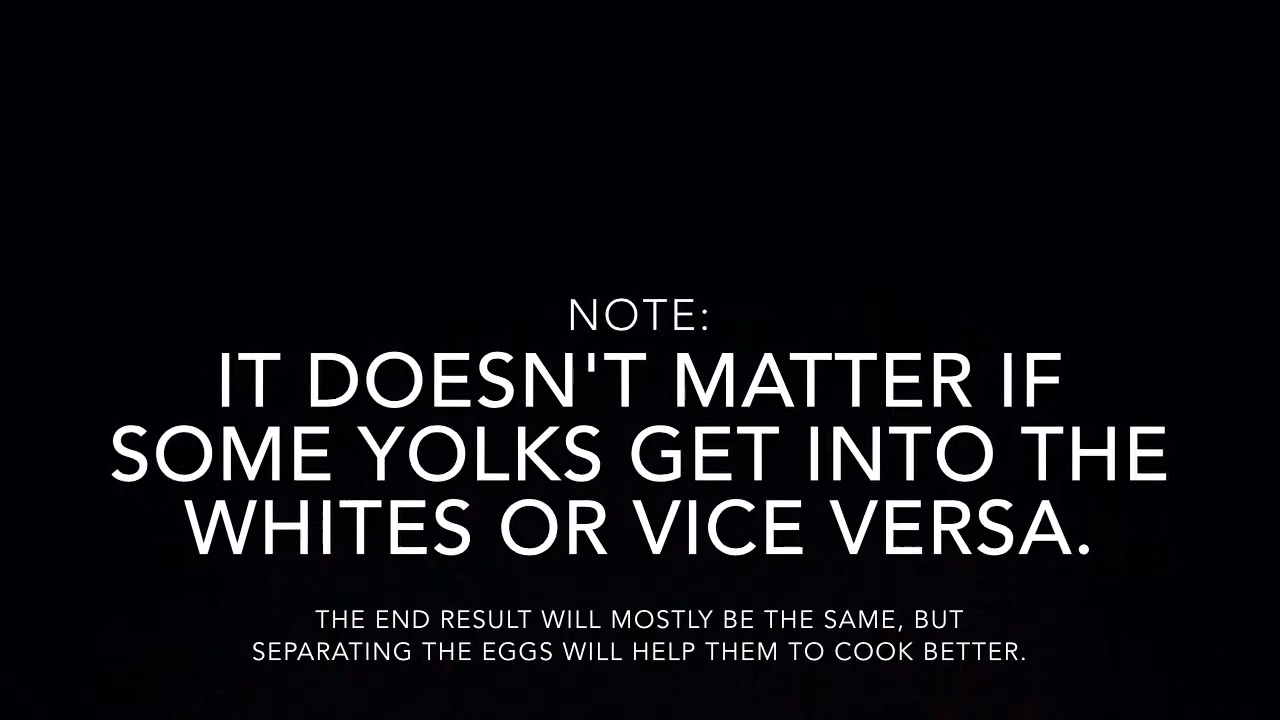 NOTE:
IT DOESN'T MATTER IF
SOME YOLKS GET INTO THE
WHITES OR VICE VERSA.
THE END RESULT WILL MOSTLY BE THE SAME, BUT
SEPARATING THE EGGS WILL HELP THEM TO COOK BETTER.